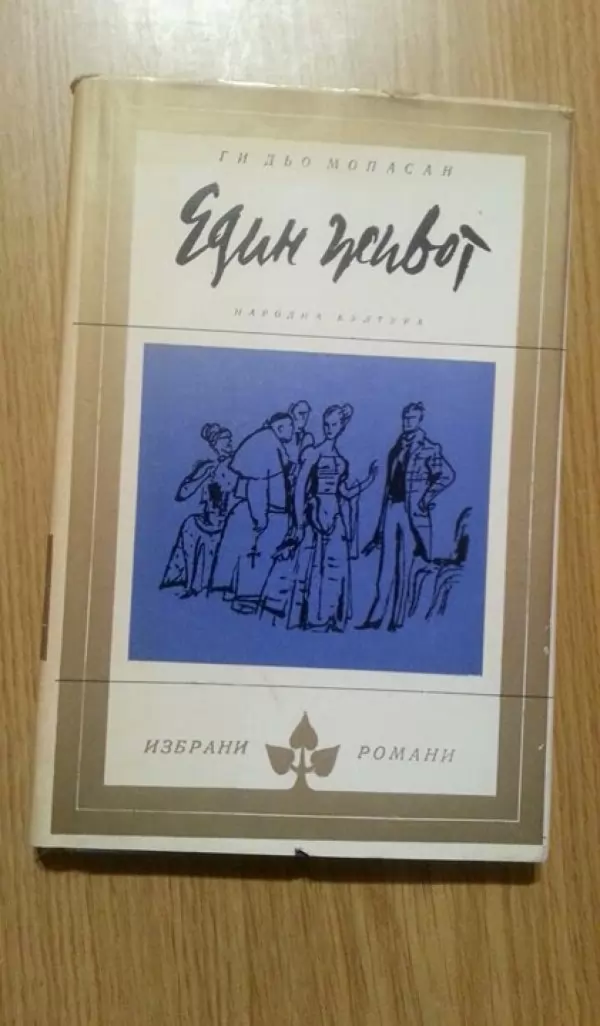 ГИ ДЬО МОПАСАН
Един живот
НАРОДНА КУЛТУРА
ИЗБРАНИ РОМАНИ